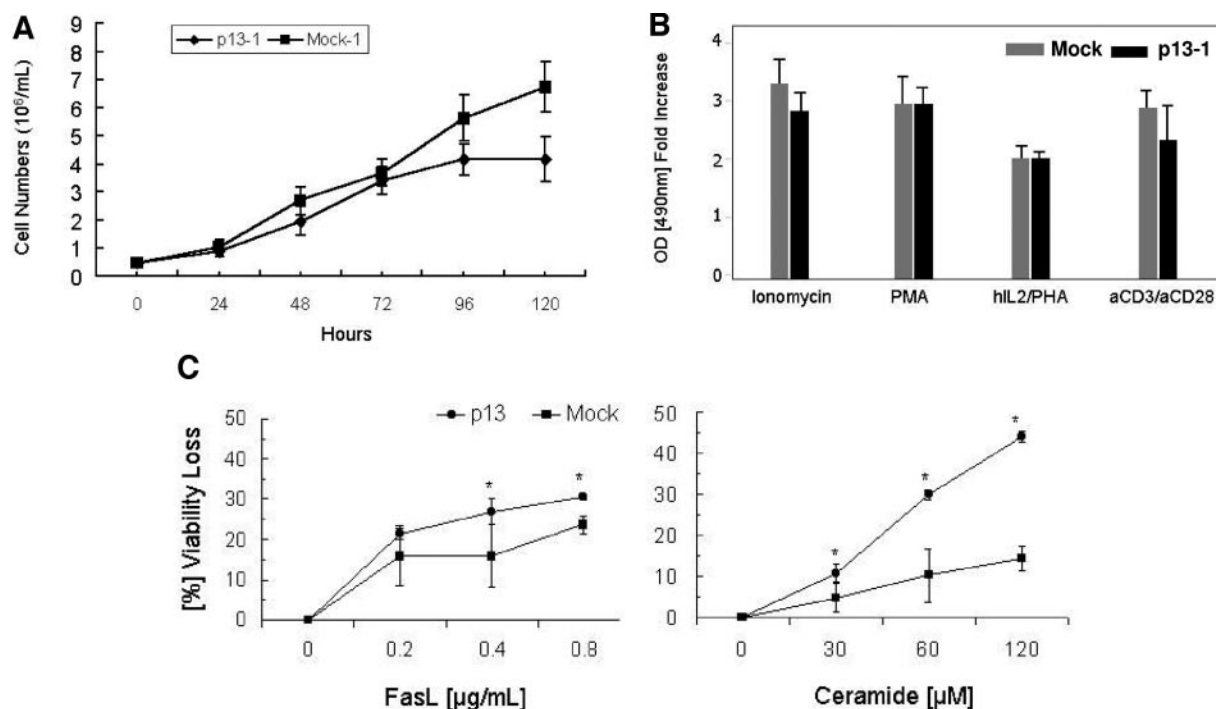 A
p13-1 Mock-1
Cell Numbers (10⁶/mL)
9
8
7
6
5
4
3
2
1
0
0 24 48 72 96 120
Hours
B
Mock p13-1
OD [490nm] Fold Increase
4
3
2
1
0
Ionomycin PMA hIL2/PHA aCD3/aCD28
C
p13 Mock
[%] Viability Loss
50
40
30
20
10
0
* *
0 0.2 0.4 0.8
FasL [µg/mL]
50
40
30
20
10
0
* * *
0 30 60 120
Ceramide [µM]